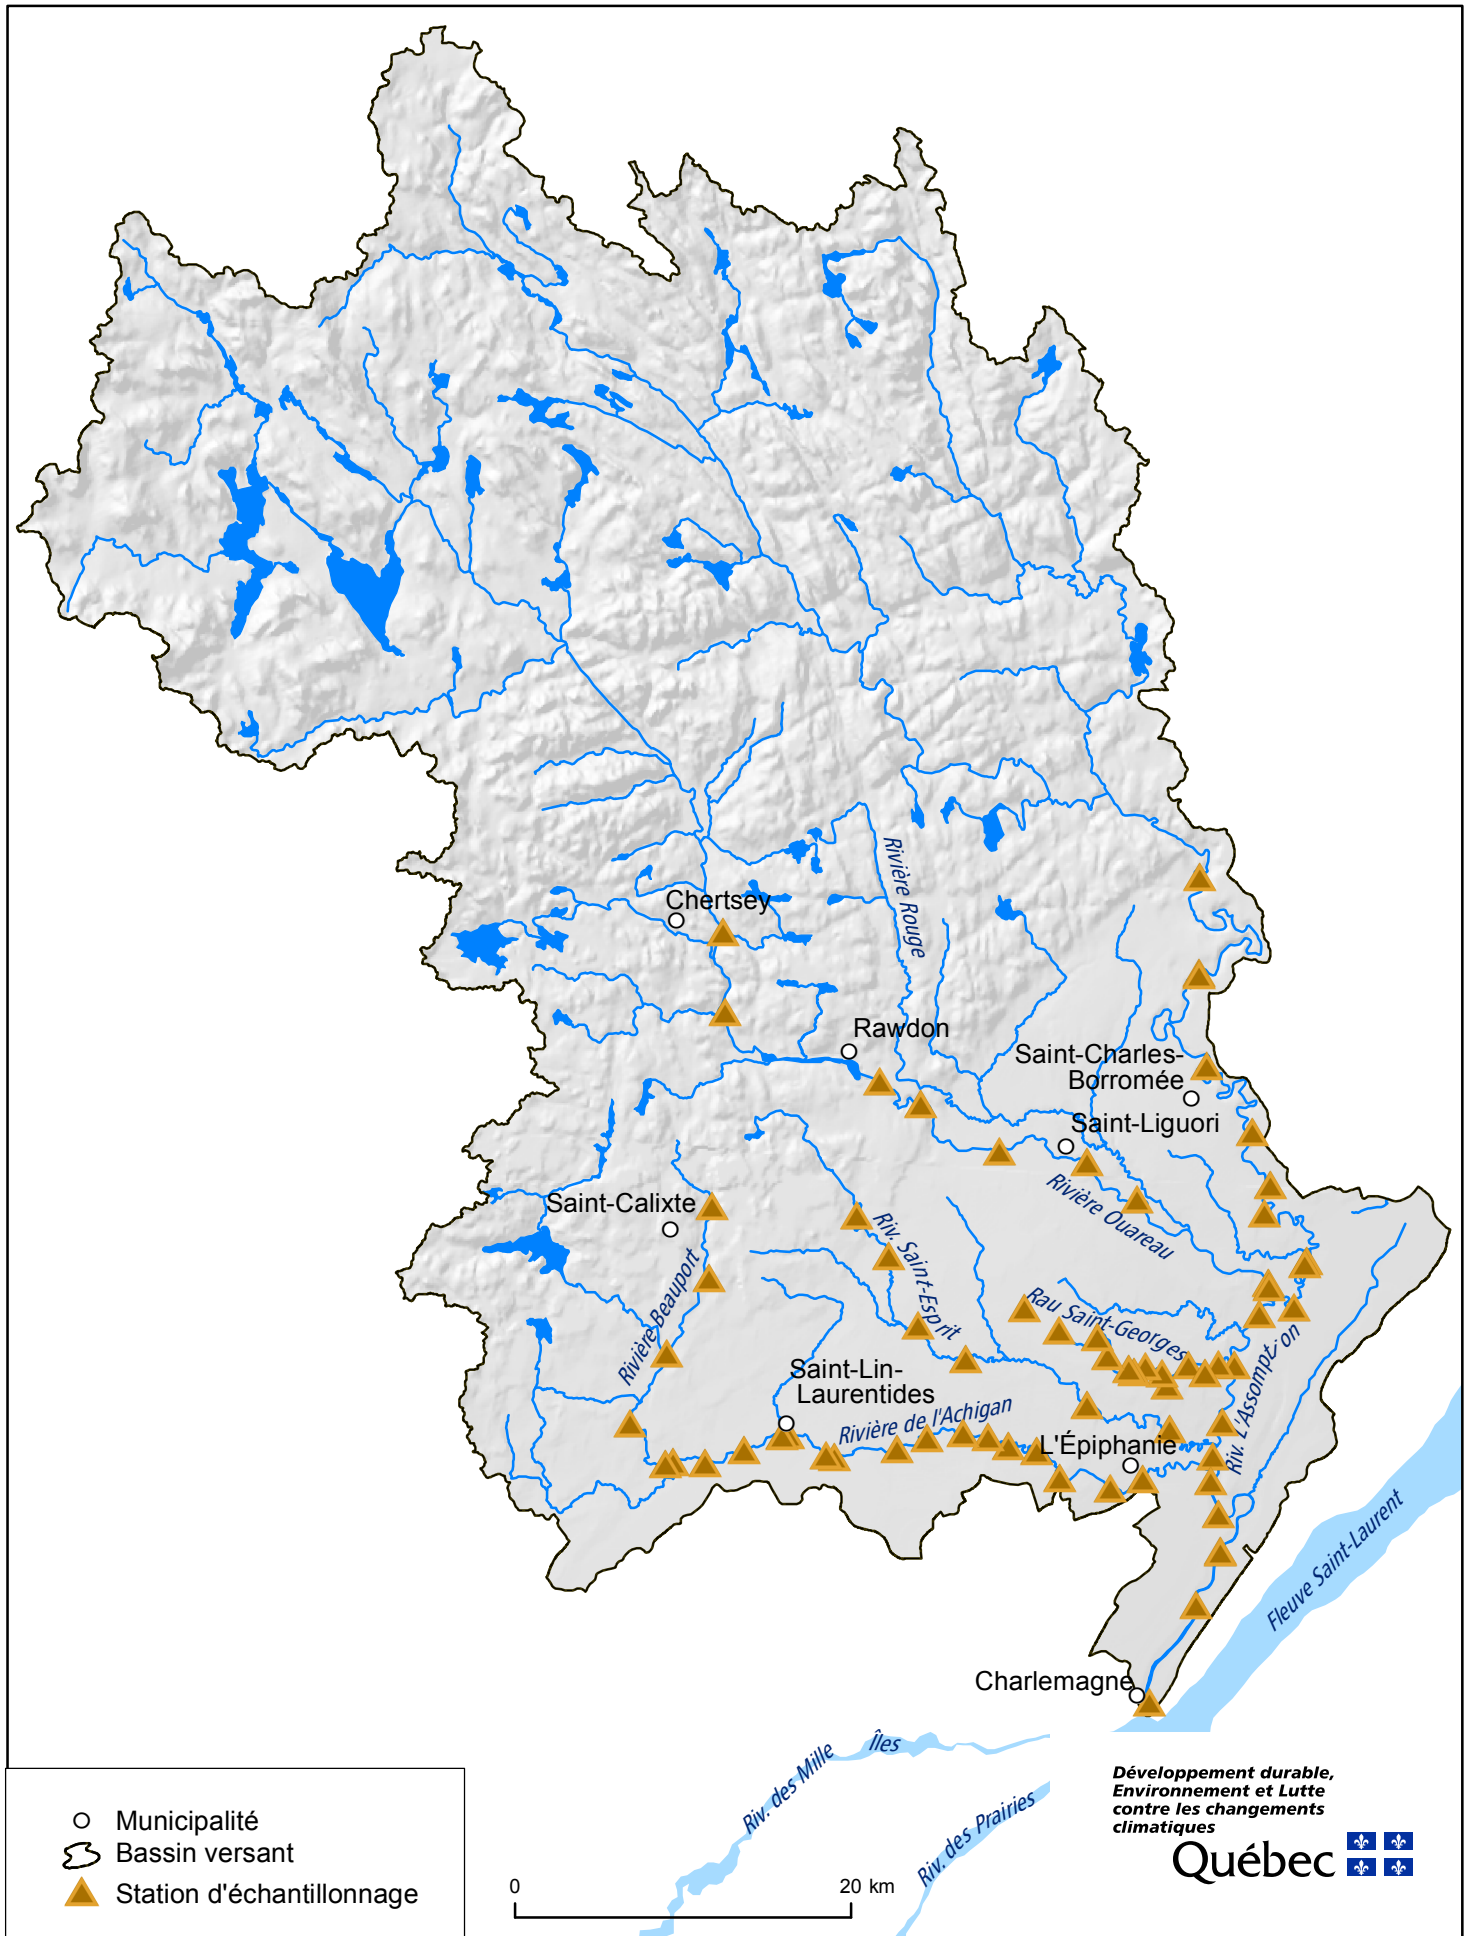 Rivière Rouge
Chertsey
Rawdon
Saint-Charles-
Borromée
Saint-Liguori
Rivière Ouareau
Saint-Calixte
Riv. Saint-Esprit
Rivière Beauport
Rau Saint-Georges
Saint-Lin-
Laurentides
Riv. L'Assomption
Rivière de l'Achigan
L'Épiphanie
Fleuve Saint-Laurent
Charlemagne
Riv. des Mille Îles
Riv. des Prairies
Municipalité
Bassin versant
Station d'échantillonnage
0 20 km
Développement durable,
Environnement et Lutte
contre les changements
climatiques
Québec